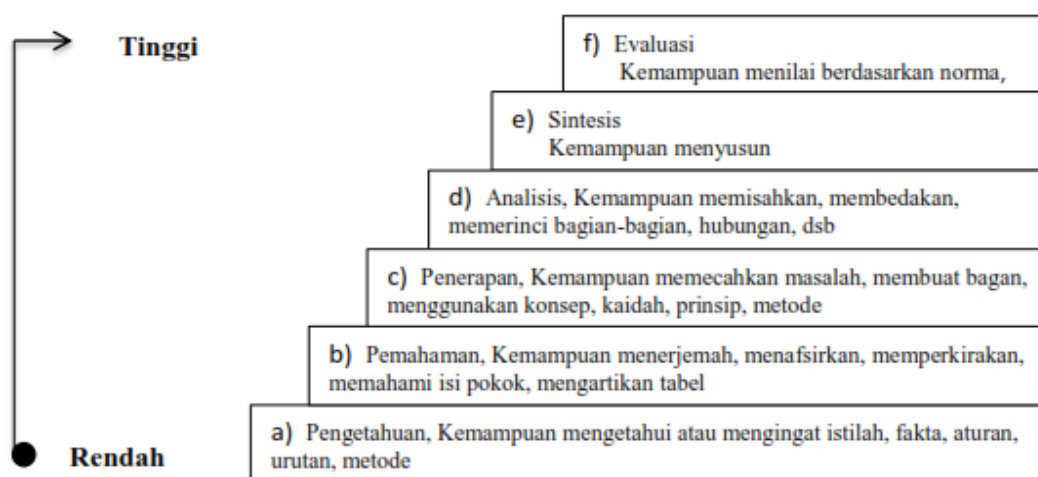 Tinggi
f) Evaluasi
Kemampuan menilai berdasarkan norma,
e) Sintesis
Kemampuan menyusun
d) Analisis, Kemampuan memisahkan, membedakan,
memerinci bagian-bagian, hubungan, dsb
c) Penerapan, Kemampuan memecahkan masalah, membuat bagan,
menggunakan konsep, kaidah, prinsip, metode
b) Pemahaman, Kemampuan menerjemah, menafsirkan, memperkirakan,
memahami isi pokok, mengartikan tabel
a) Pengetahuan, Kemampuan mengetahui atau mengingat istilah, fakta, aturan,
urutan, metode
Rendah